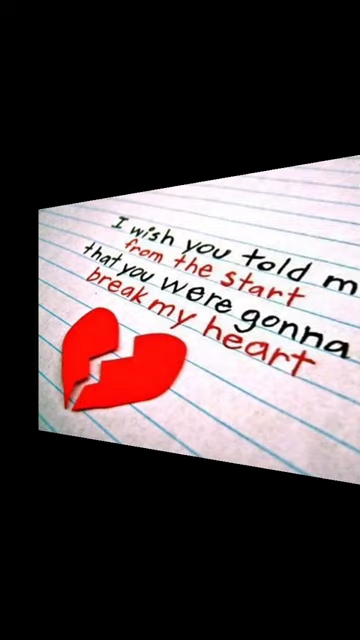 I wish you told m
from the start
that you were gonna
break my heart